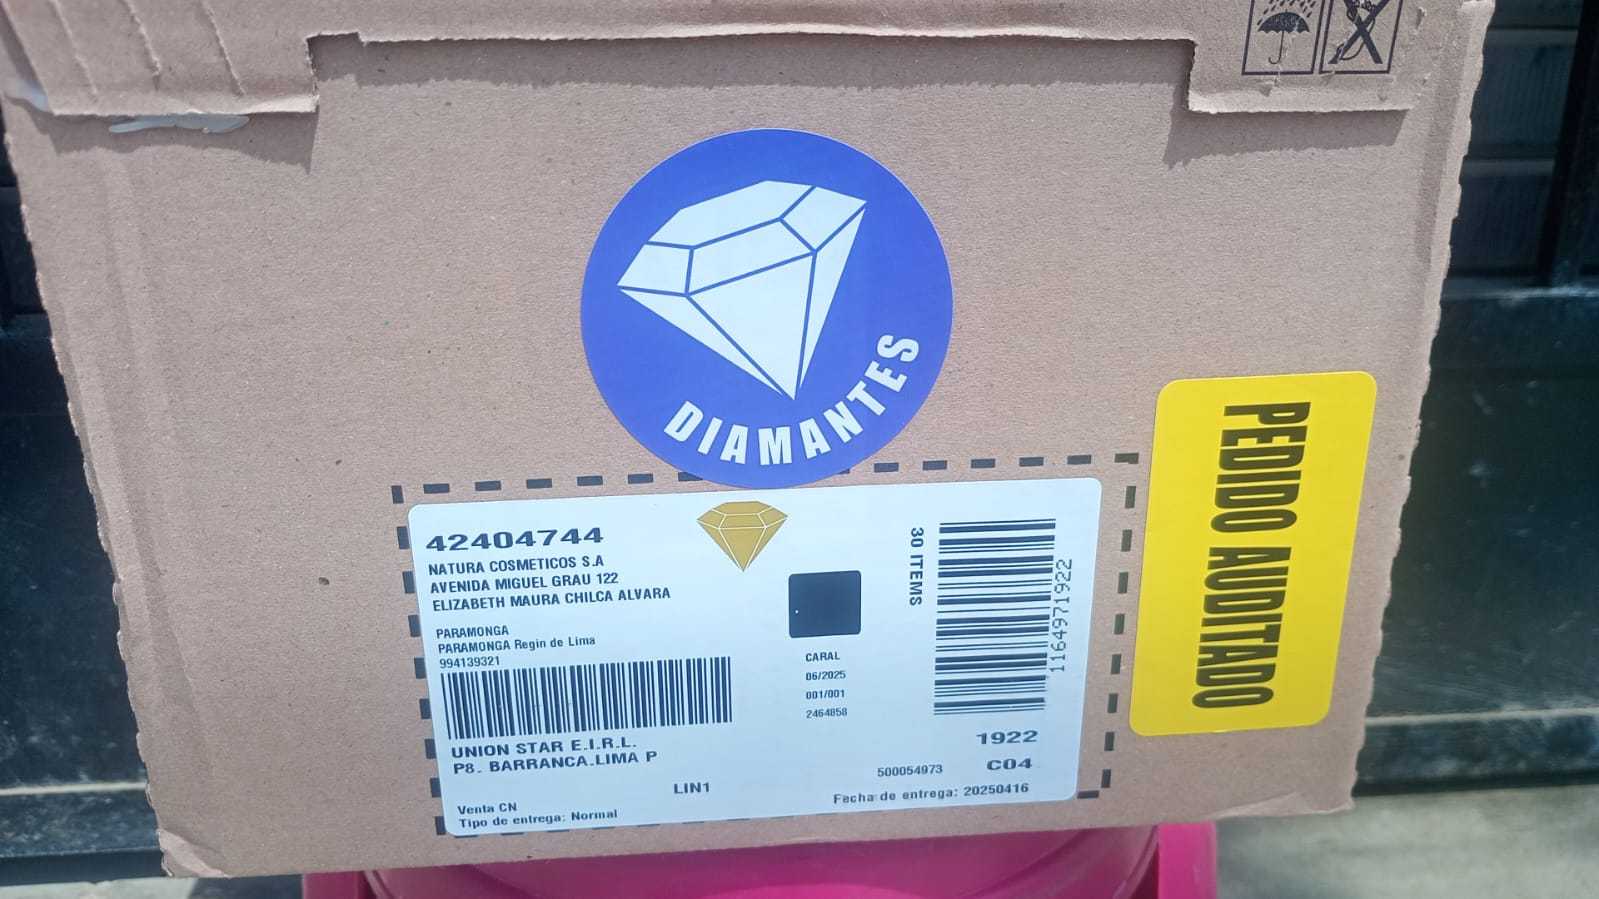 DIAMANTES
PEDIDO AUDITADO
42404744
NATURA COSMETICOS S.A
AVENIDA MIGUEL GRAU 122
ELIZABETH MAURA CHILCA ALVARA
PARAMONGA
PARAMONGA Regin de Lima
994139321
UNION STAR E.I.R.L.
P8. BARRANCA.LIMA P
LIN1
Venta CN
Tipo de entrega: Normal
CARAL
06/2025
001/001
2464858
30 ITEMS
1164971922
1922
500054973 C04
Fecha de entrega: 20250416